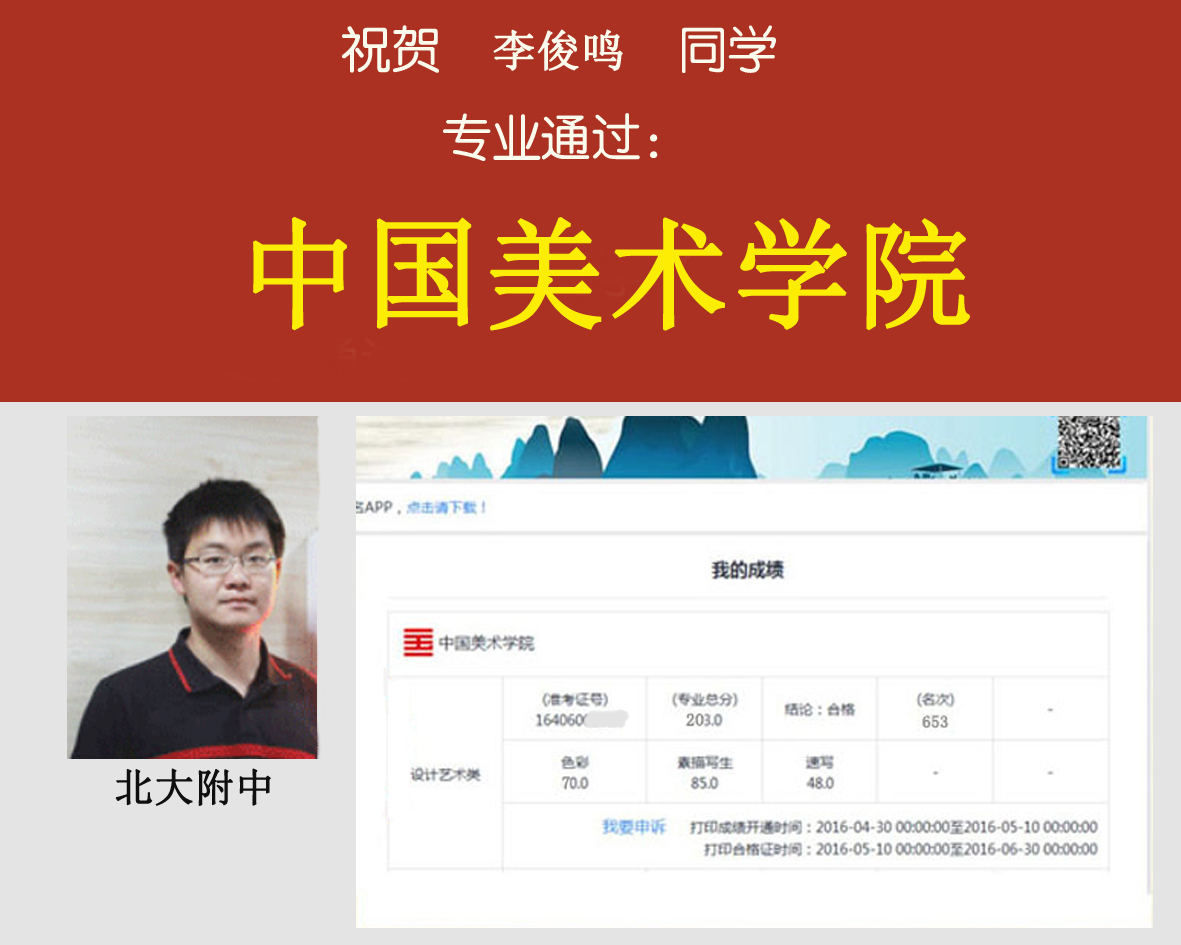 祝贺 李俊鸣 同学
专业通过：
中国美术学院
北大附中
名APP，点击请下载！
我的成绩
中国美术学院
(准考证号) (专业总分) 结论：合格 (名次) -
164060 203.0 653
设计艺术类
色彩 素描写生 速写 - -
70.0 85.0 48.0
我要申诉 打印成绩开通时间：2016-04-30 00:00:00至2016-05-10 00:00:00
打印合格证时间：2016-05-10 00:00:00至2016-06-30 00:00:00